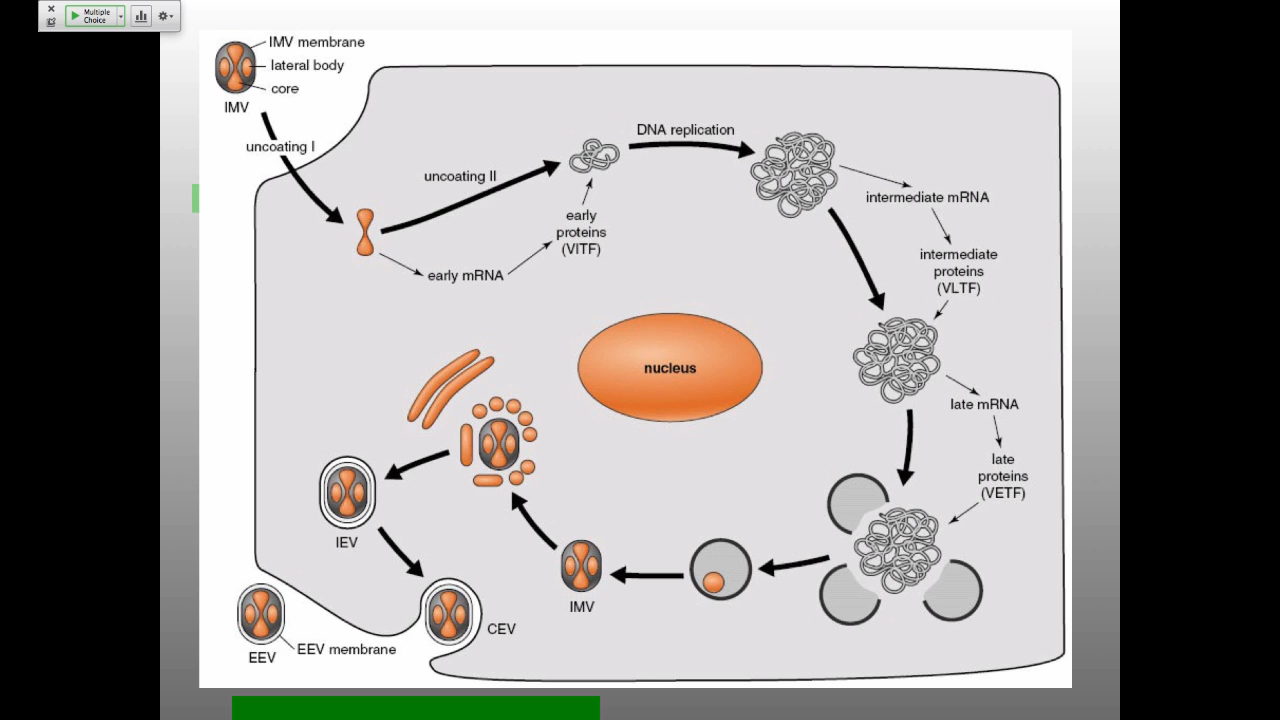 Multiple
Choice
IMV membrane
lateral body
core
IMV
uncoating I
uncoating II
DNA replication
early
proteins
(VITF)
early mRNA
intermediate mRNA
intermediate
proteins
(VLTF)
nucleus
late mRNA
late
proteins
(VETF)
IEV
IMV
CEV
EEV membrane
EEV